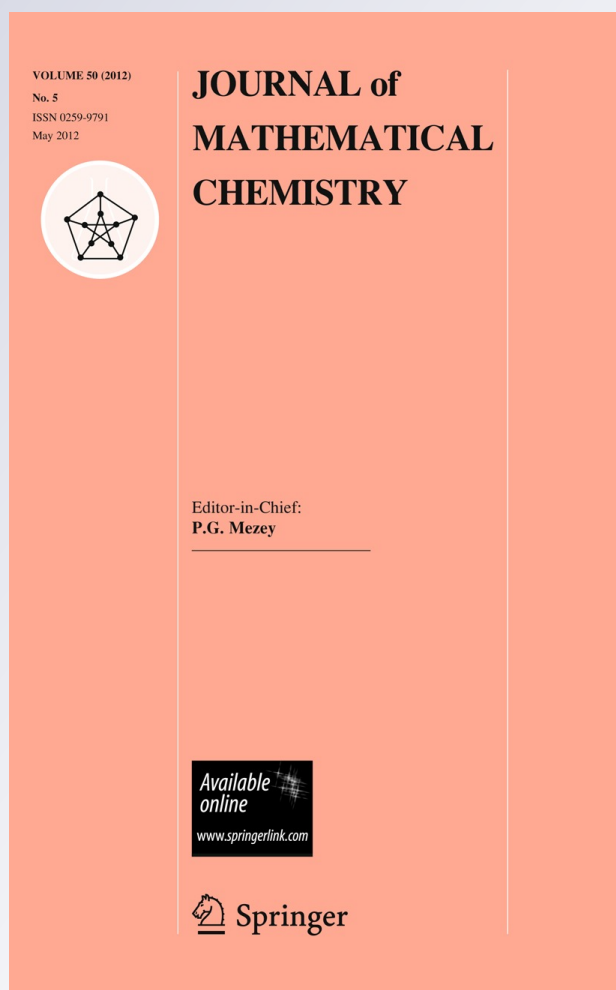 VOLUME 50 (2012)
No. 5
ISSN 0259-9791
May 2012
JOURNAL of
MATHEMATICAL
CHEMISTRY
Editor-in-Chief:
P.G. Mezey
Available
online
www.springerlink.com
Springer